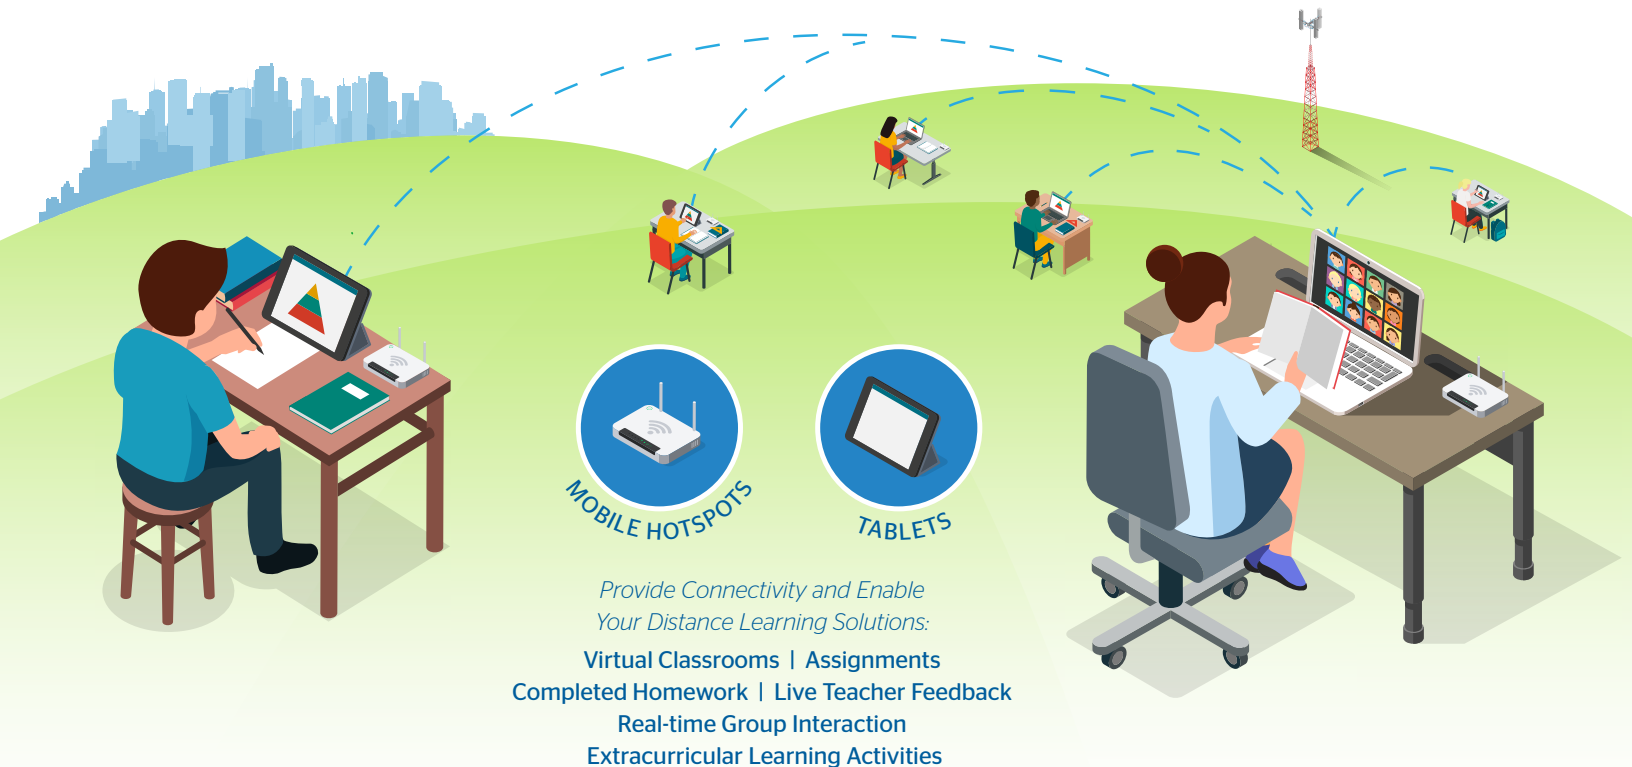 MOBILE HOTSPOTS
TABLETS
Provide Connectivity and Enable
Your Distance Learning Solutions:
Virtual Classrooms | Assignments
Completed Homework | Live Teacher Feedback
Real-time Group Interaction
Extracurricular Learning Activities